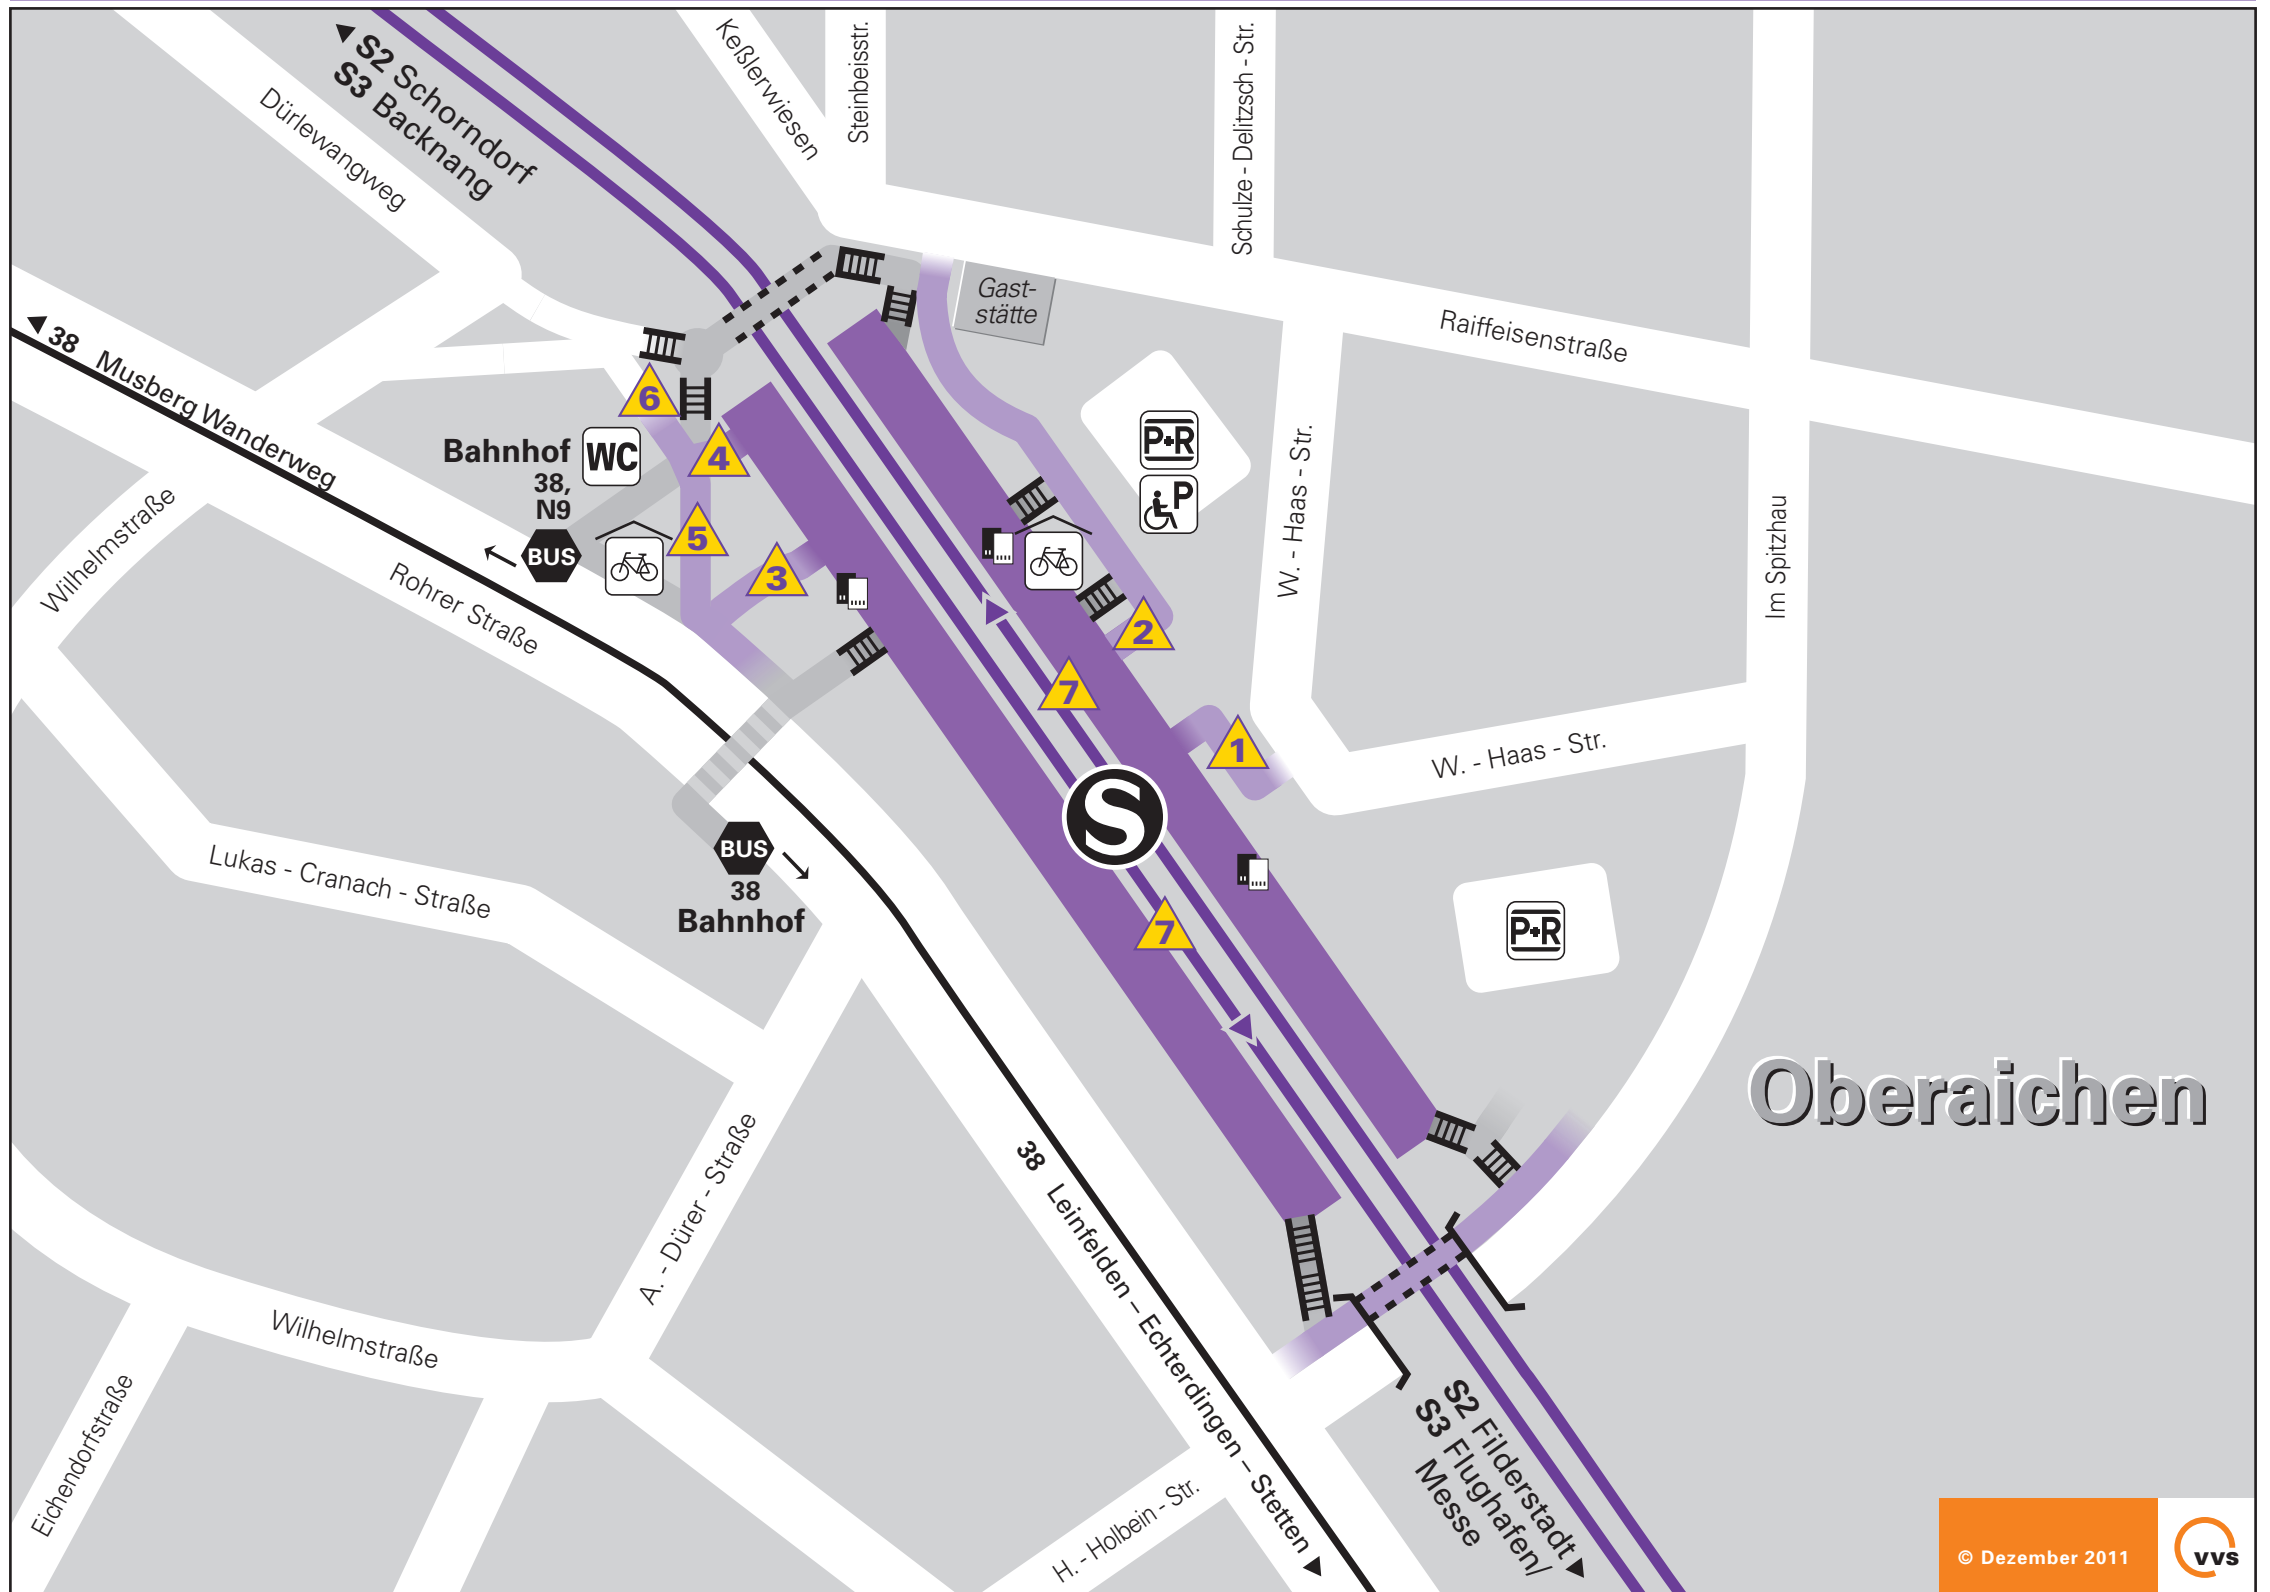 S2 Schorndorf
S3 Backnang
Dürlewangweg
Keßlerwiesen
Steinbeisstr.
Schulze - Delitzsch - Str.
Gast-
stätte
Raiffeisenstraße
38 Musberg Wanderweg
6
Bahnhof
WC
38,
N9
BUS
4
5
3
P+R
P
W. - Haas - Str.
Im Spitzhau
Wilhelmstraße
Rohrer Straße
2
7
1
W. - Haas - Str.
S
Lukas - Cranach - Straße
BUS
38
Bahnhof
7
P+R
Oberaichen
A. - Dürer - Straße
38 Leinfelden – Echterdingen – Stetten
Wilhelmstraße
Eichendorfstraße
H. - Holbein - Str.
S2 Filderstadt
S3 Flughafen/
Messe
© Dezember 2011
vvs